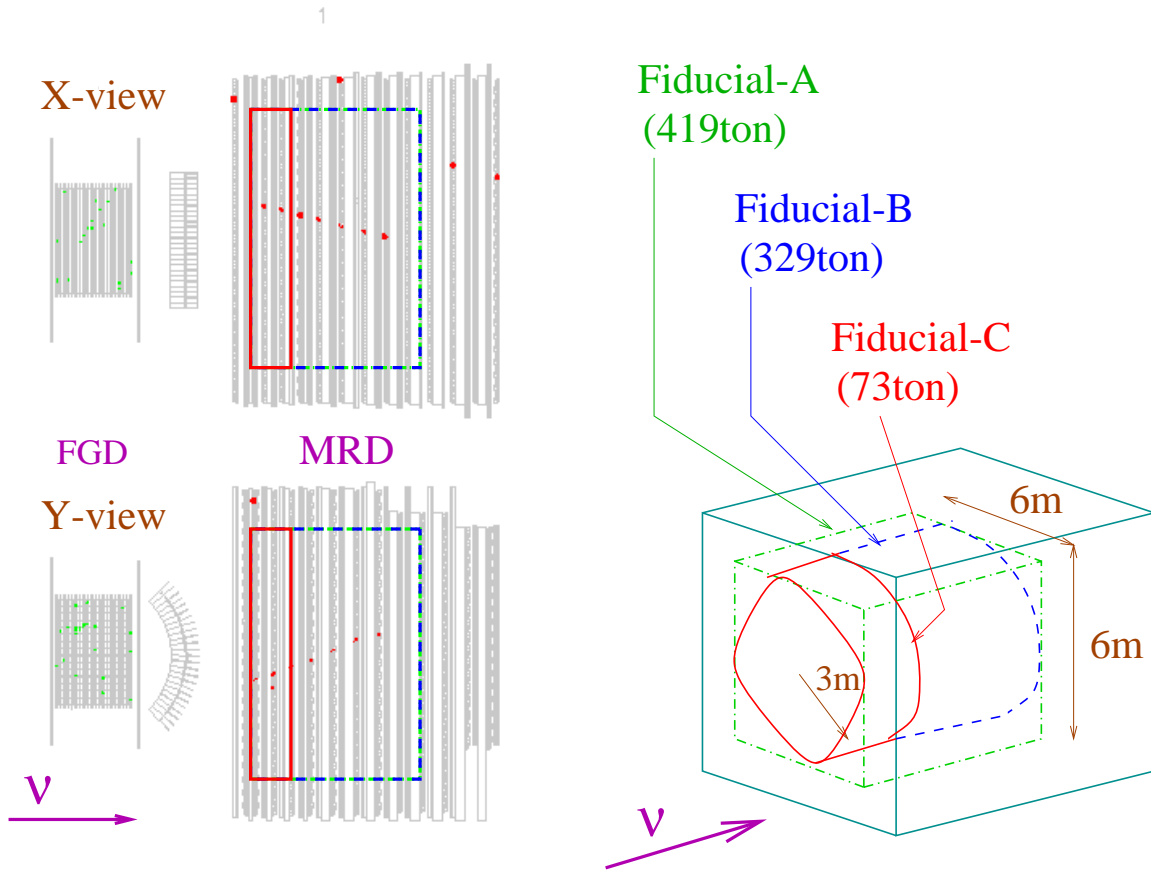 1
X-view
FGD
MRD
Y-view
ν
Fiducial-A
(419ton)
Fiducial-B
(329ton)
Fiducial-C
(73ton)
6m
6m
3m
ν